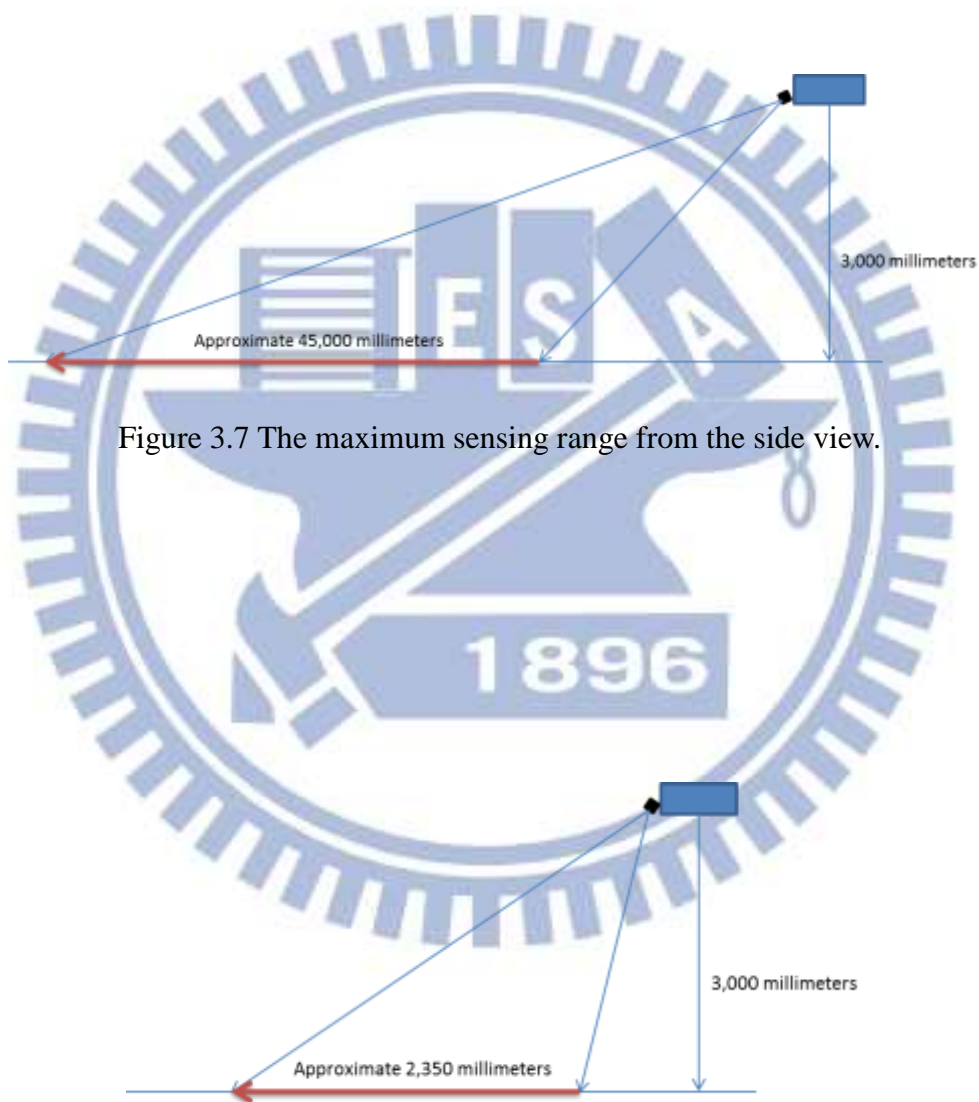 3,000 millimeters
Approximate 45,000 millimeters
E S A
Figure 3.7 The maximum sensing range from the side view.
1896
3,000 millimeters
Approximate 2,350 millimeters